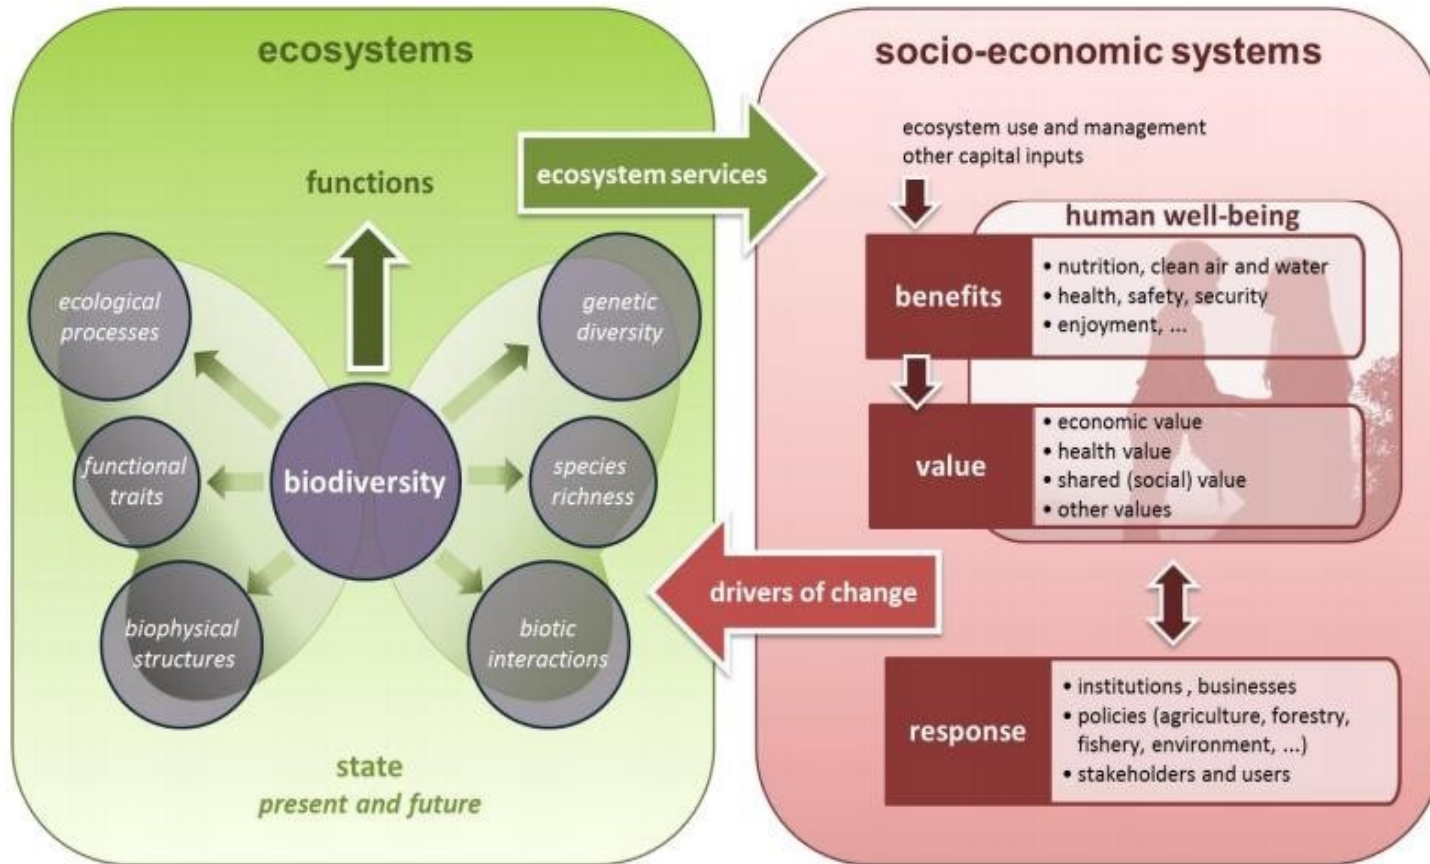 ecosystems
functions
ecological
processes
genetic
diversity
functional
traits
biodiversity
species
richness
biophysical
structures
biotic
interactions
state
present and future
ecosystem services
drivers of change
socio-economic systems
ecosystem use and management
other capital inputs
human well-being
benefits
• nutrition, clean air and water
• health, safety, security
• enjoyment, ...
value
• economic value
• health value
• shared (social) value
• other values
response
• institutions , businesses
• policies (agriculture, forestry,
fishery, environment, ...)
• stakeholders and users